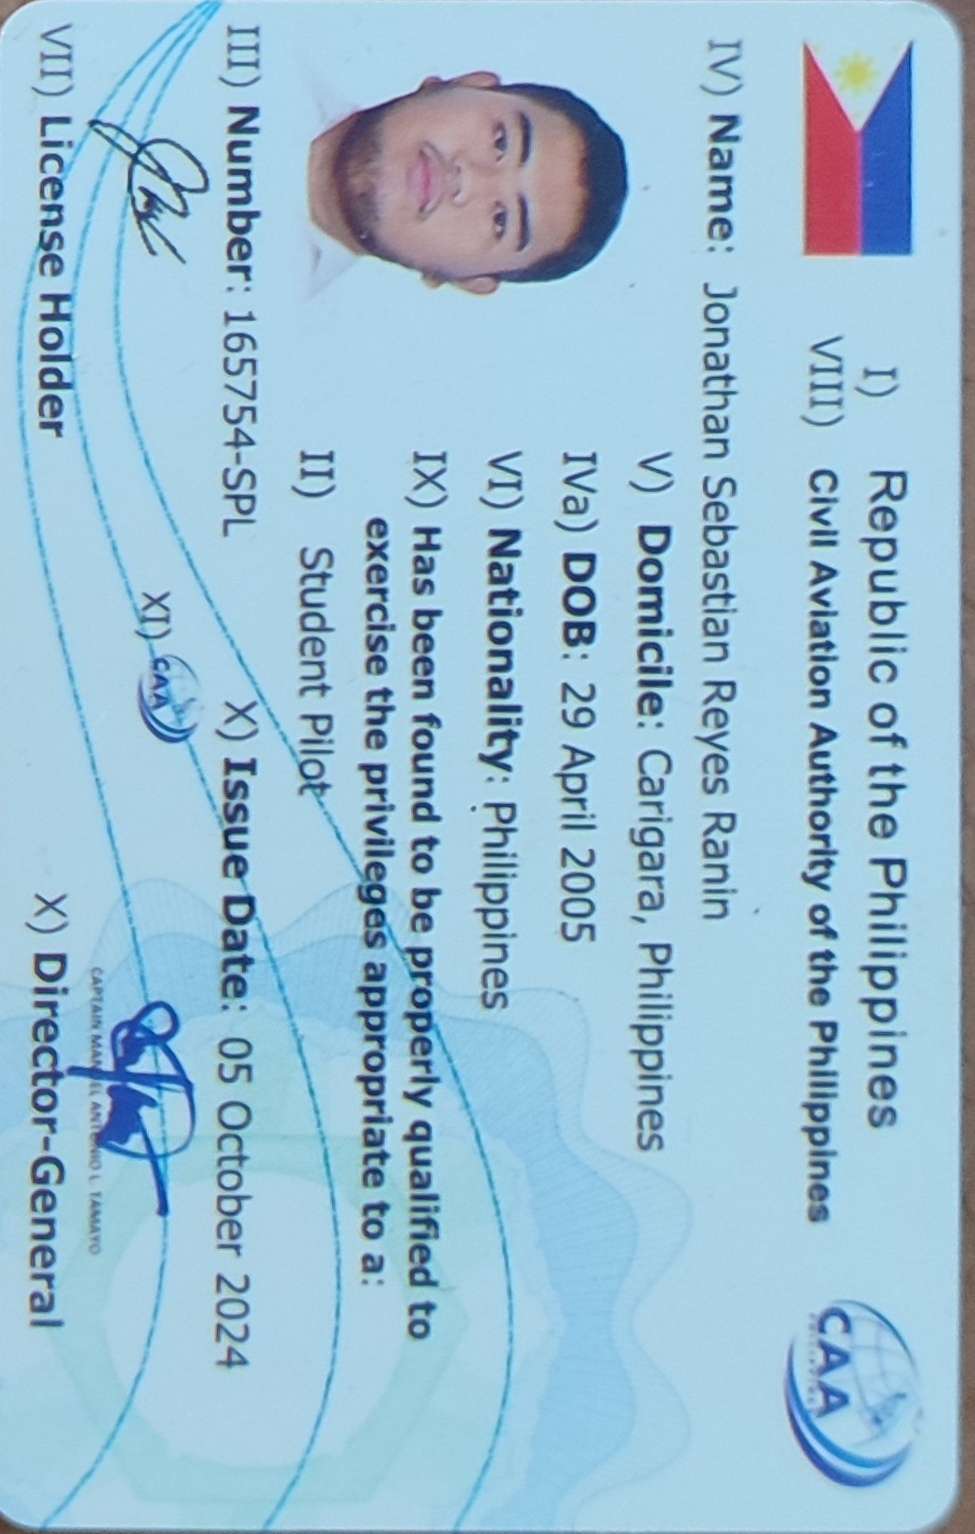 I) Republic of the Philippines
VIII) Civil Aviation Authority of the Philippines
CAA
IV) Name: Jonathan Sebastian Reyes Ranin
V) Domicile: Carigara, Philippines
IVa) DOB: 29 April 2005
VI) Nationality: Philippines
IX) Has been found to be properly qualified to
exercise the privileges appropriate to a:
II) Student Pilot
III) Number: 165754-SPL
X) Issue Date: 05 October 2024
XI) CAA
CAPTAIN MANUEL ANTONIO L. TAMAYO
VII) License Holder
X) Director-General